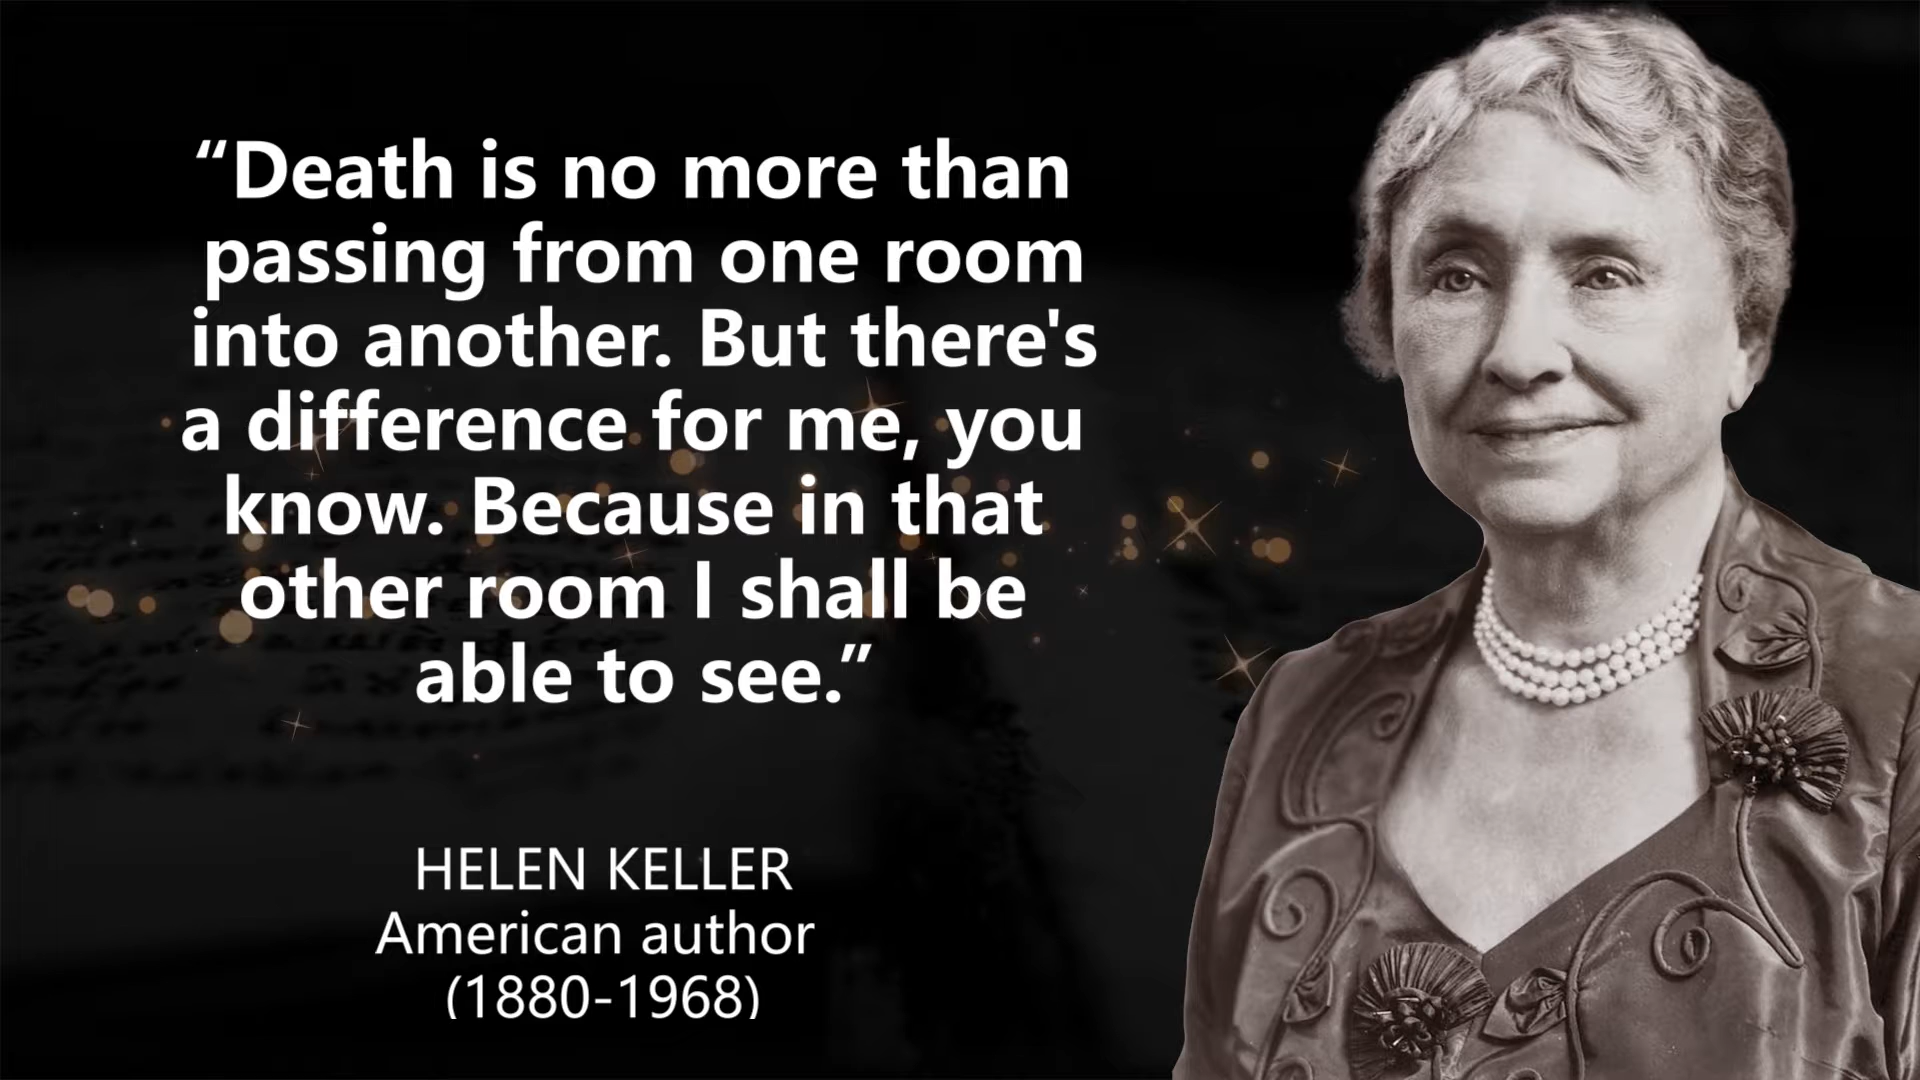 “Death is no more than
passing from one room
into another. But there's
a difference for me, you
know. Because in that
other room I shall be
able to see.”
HELEN KELLER
American author
(1880-1968)